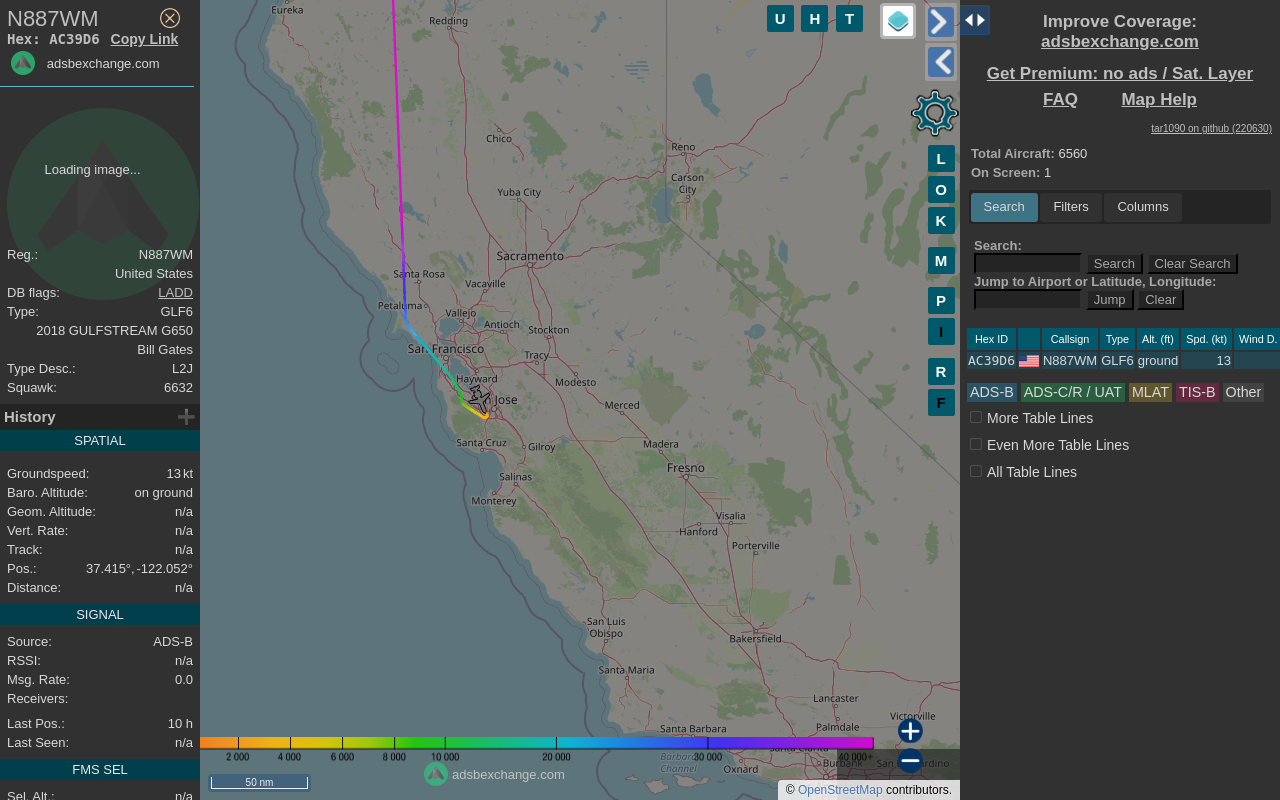 N887WM
Hex: AC39D6 Copy Link
adsbexchange.com
Loading image...
Reg.: N887WM
United States
DB flags: LADD
Type: GLF6
2018 GULFSTREAM G650
Bill Gates
Type Desc.: L2J
Squawk: 6632
History
SPATIAL
Groundspeed: 13 kt
Baro. Altitude: on ground
Geom. Altitude: n/a
Vert. Rate: n/a
Track: n/a
Pos.: 37.415°, -122.052°
Distance: n/a
SIGNAL
Source: ADS-B
RSSI: n/a
Msg. Rate: 0.0
Receivers:
Last Pos.: 10 h
Last Seen: n/a
FMS SEL
Sel. Alt.: n/a
Eureka
Redding
Chico
Reno
Carson
City
Yuba City
Sacramento
Santa Rosa
Vacaville
Petaluma
Vallejo
Antioch
Stockton
San Francisco
Tracy
Hayward
Modesto
Jose
Merced
Santa Cruz
Gilroy
Madera
Fresno
Salinas
Monterey
Visalia
Hanford
Porterville
San Luis
Obispo
Bakersfield
Santa Maria
Lancaster
Victorville
Palmdale
Santa Barbara
Santa Clarita
Barbara
Channel
Oxnard
Burbank
U H T
L
O
K
M
P
I
R
F
2 000 4 000 6 000 8 000 10 000 20 000 30 000 40 000+
50 nm
adsbexchange.com
© OpenStreetMap contributors.
Improve Coverage:
adsbexchange.com
Get Premium: no ads / Sat. Layer
FAQ Map Help
tar1090 on github (220630)
Total Aircraft: 6560
On Screen: 1
Search Filters Columns
Search:
Search Clear Search
Jump to Airport or Latitude, Longitude:
Jump Clear
Hex ID Callsign Type Alt. (ft) Spd. (kt) Wind D.
AC39D6 N887WM GLF6 ground 13
ADS-B ADS-C/R / UAT MLAT TIS-B Other
More Table Lines
Even More Table Lines
All Table Lines